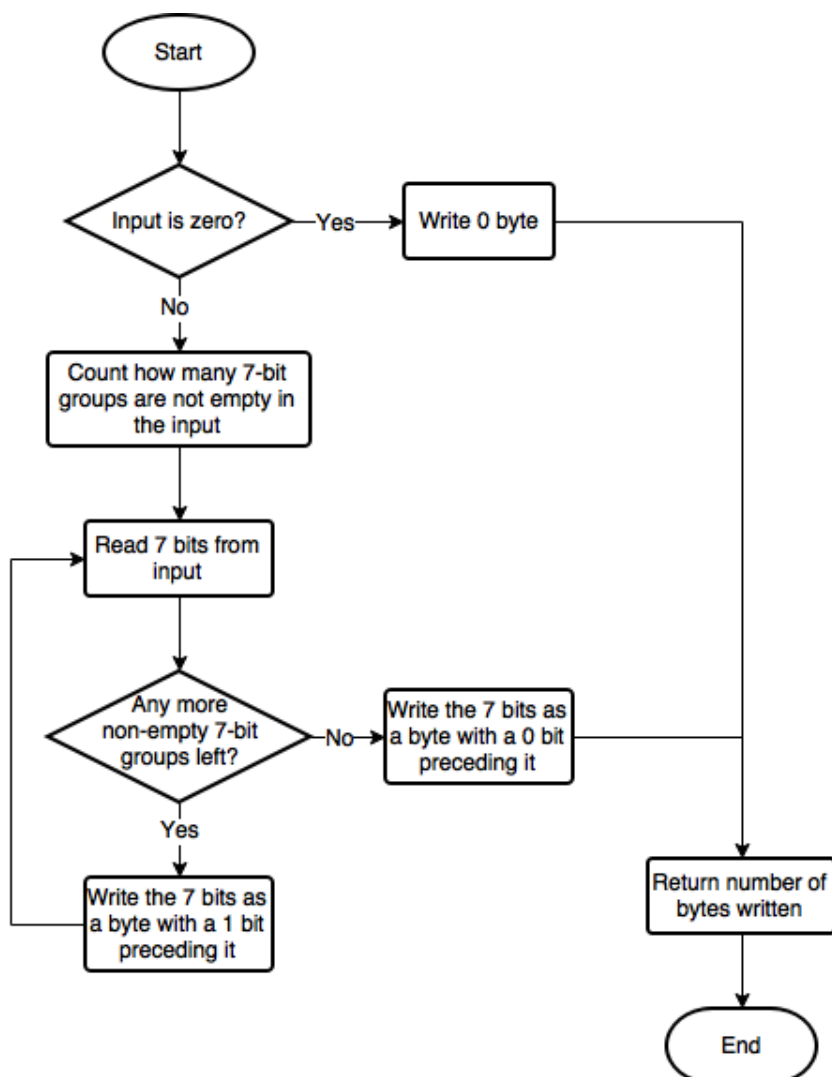 Start
Input is zero?
Yes
Write 0 byte
No
Count how many 7-bit
groups are not empty in
the input
Read 7 bits from
input
Any more
non-empty 7-bit
groups left?
No
Write the 7 bits as
a byte with a 0 bit
preceding it
Yes
Write the 7 bits as
a byte with a 1 bit
preceding it
Return number of
bytes written
End